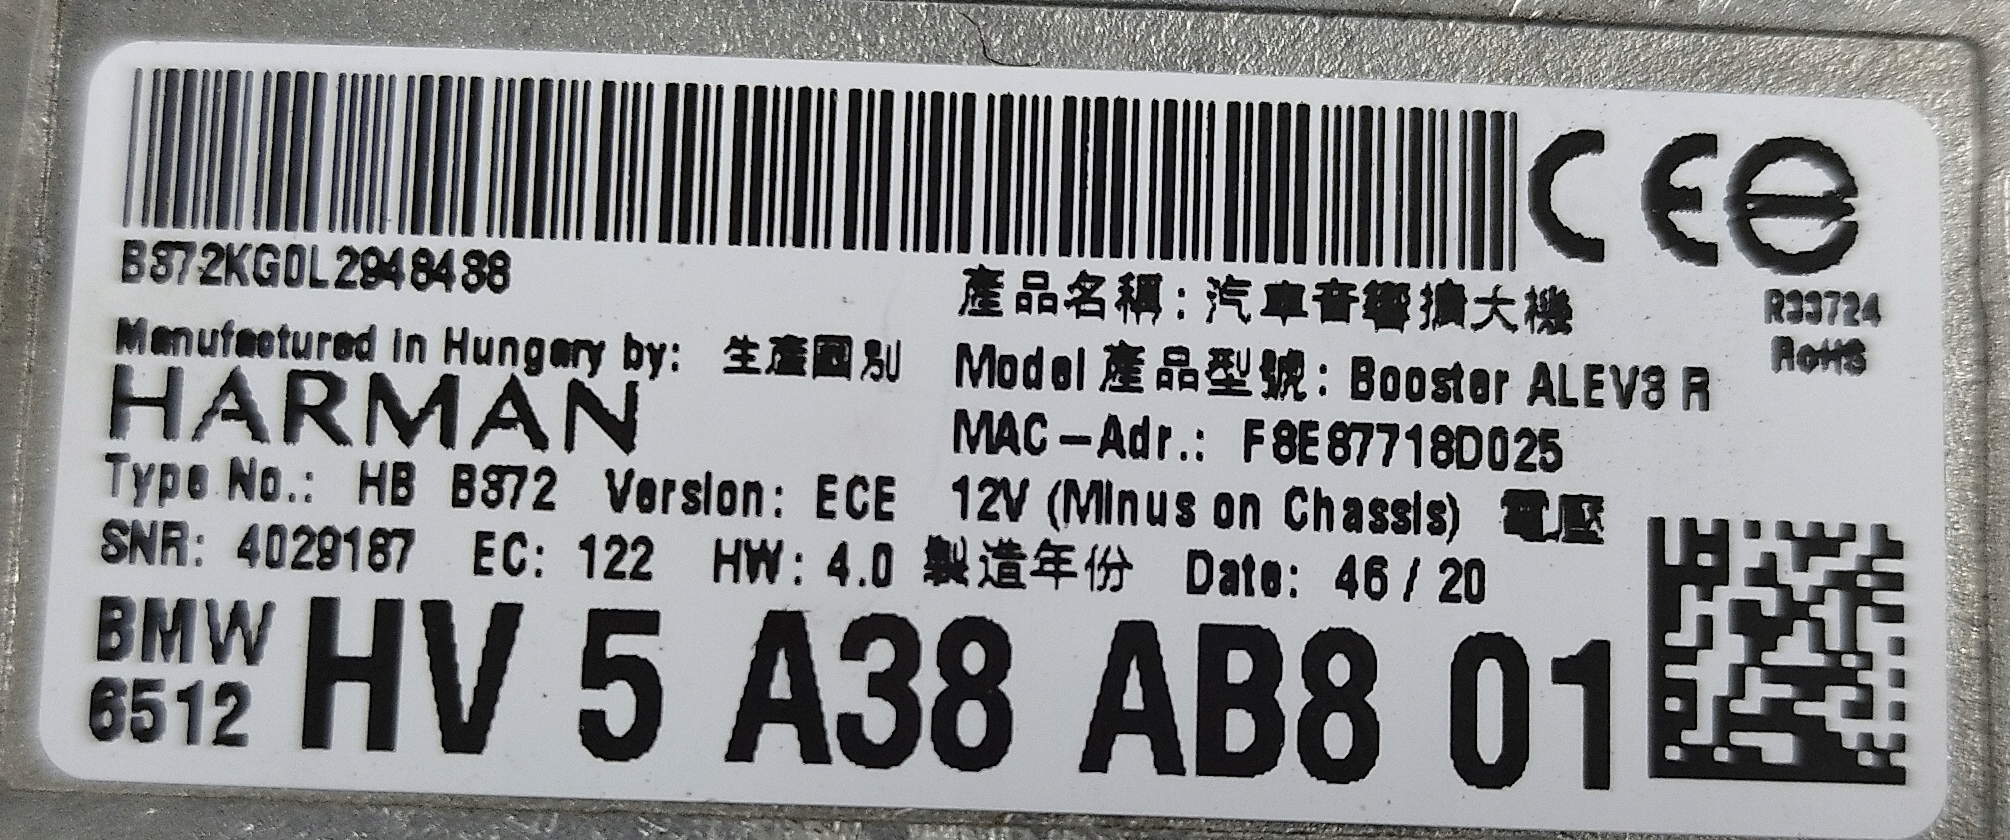 B372KG0L2948438
產品名稱：汽車音響擴大機
R33724
RoHS
Manufactured in Hungary by: 生產國別
HARMAN
Model 產品型號：Booster ALEV3 R
MAC-Adr.: F8E87718D025
Type No.: HB B372 Version: ECE 12V (Minus on Chassis) 電壓
SNR: 4029187 EC: 122 HW: 4.0 製造年份 Date: 46 / 20
BMW
6512
HV 5 A38 AB8 01